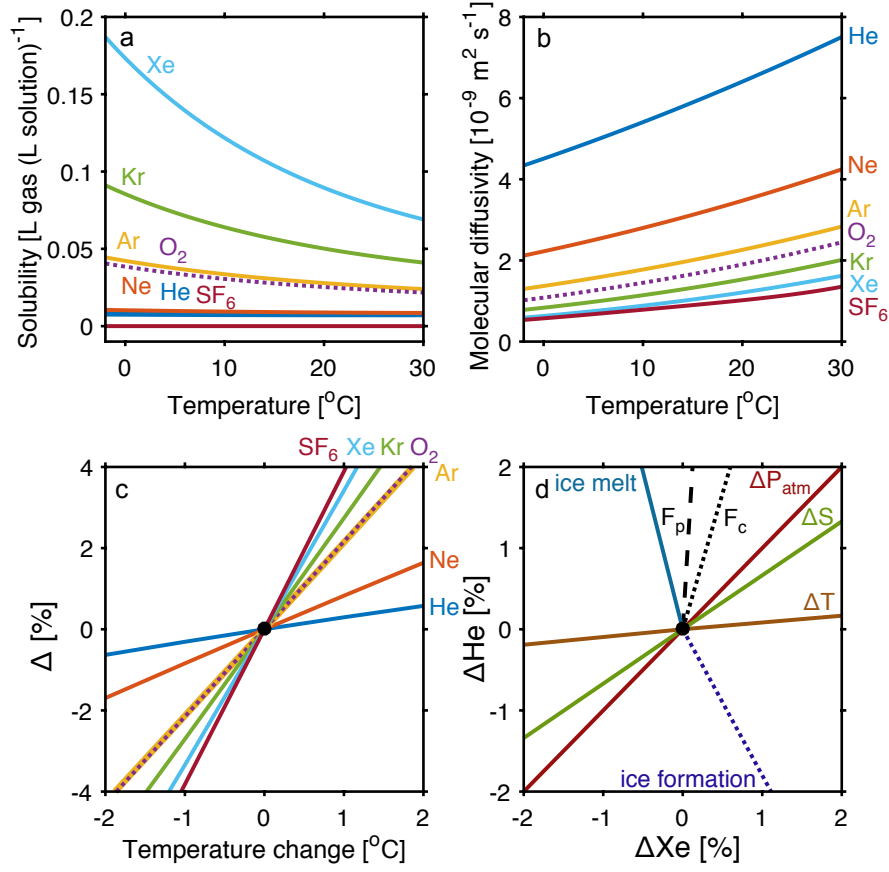 a
Xe
Kr
Ar
O2
Ne
He
SF6
0.2
0.15
0.1
0.05
0
0
10
20
30
Solubility [L gas (L solution)-1
Temperature [oC]
b
He
Ne
Ar
O2
Kr
Xe
SF6
8
6
4
2
0
0
10
20
30
Molecular diffusivity [10-9 m2 s-1]
Temperature [oC]
SF6 Xe Kr O2
Ar
c
Ne
He
4
2
0
-2
-4
-2
-1
0
1
2
Δ [%]
Temperature change [oC]
d
ice melt
Fp
Fc
ΔPatm
ΔS
ΔT
ice formation
2
1
0
-1
-2
-2
-1
0
1
2
ΔHe [%]
ΔXe [%]